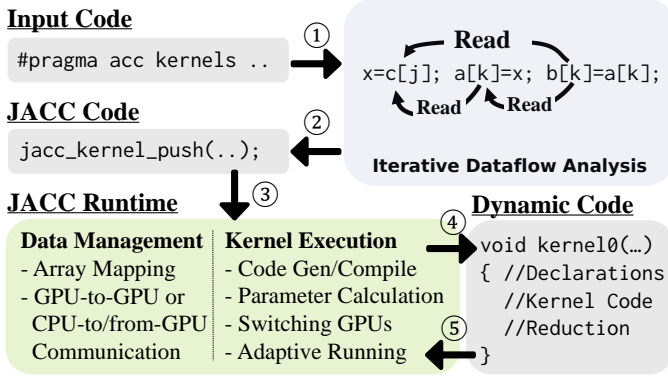 Input Code
#pragma acc kernels ..
①
Read
x=c[j]; a[k]=x; b[k]=a[k];
Read
Read
Iterative Dataflow Analysis
JACC Code
②
jacc_kernel_push(..);
③
JACC Runtime
Data Management
- Array Mapping
- GPU-to-GPU or
CPU-to/from-GPU
Communication
Kernel Execution
- Code Gen/Compile
- Parameter Calculation
- Switching GPUs
- Adaptive Running
④
⑤
Dynamic Code
void kernel0(…)
{ //Declarations
//Kernel Code
//Reduction
}